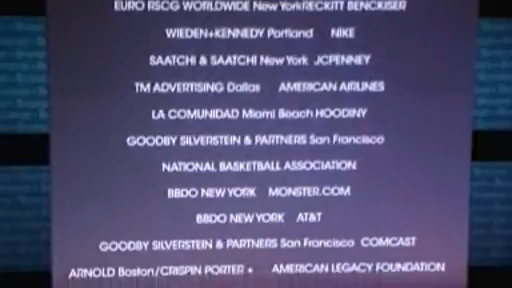 EURO RSCG WORLDWIDE New York RECKITT BENCKISER
WIEDEN+KENNEDY Portland NIKE
SAATCHI & SAATCHI New York JCPENNEY
TM ADVERTISING Dallas AMERICAN AIRLINES
LA COMUNIDAD Miami Beach HOODINY
GOODBY SILVERSTEIN & PARTNERS San Francisco
NATIONAL BASKETBALL ASSOCIATION
BBDO NEW YORK MONSTER.COM
BBDO NEW YORK AT&T
GOODBY SILVERSTEIN & PARTNERS San Francisco COMCAST
ARNOLD Boston/CRISPIN PORTER + AMERICAN LEGACY FOUNDATION